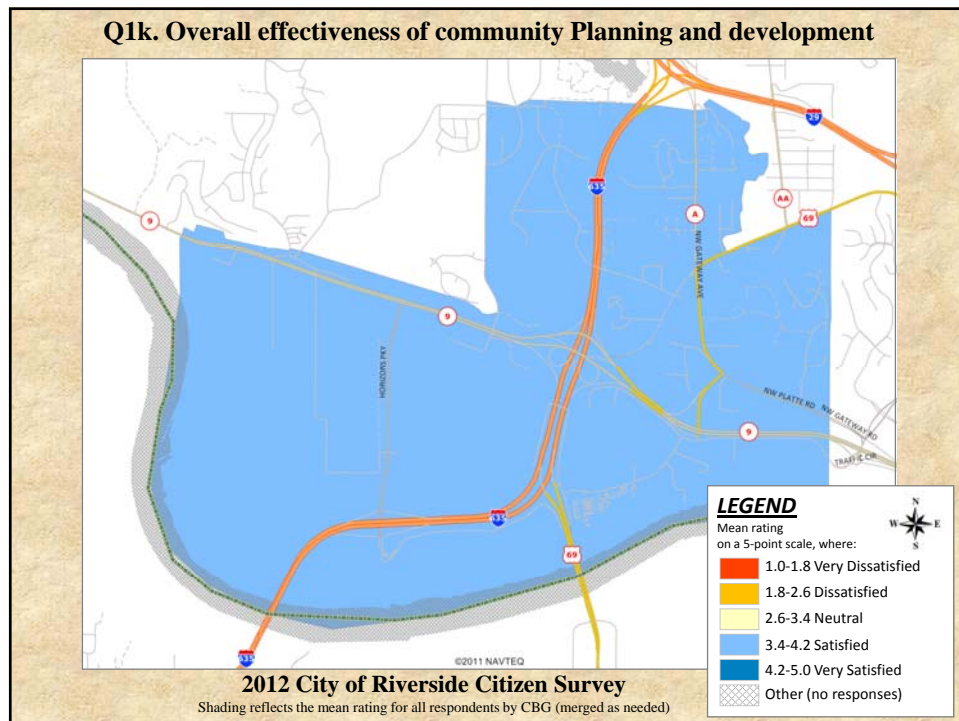 Q1k. Overall effectiveness of community Planning and development
29
635
9
A
AA
69
NW GATEWAY AVE
9
HORIZONS PKY
NW PLATTE RD
NW GATEWAY RD
9
TRAFFIC CIR
635
69
635
©2011 NAVTEQ
LEGEND
Mean rating
on a 5-point scale, where:
N
W E
S
1.0-1.8 Very Dissatisfied
1.8-2.6 Dissatisfied
2.6-3.4 Neutral
3.4-4.2 Satisfied
4.2-5.0 Very Satisfied
Other (no responses)
2012 City of Riverside Citizen Survey
Shading reflects the mean rating for all respondents by CBG (merged as needed)